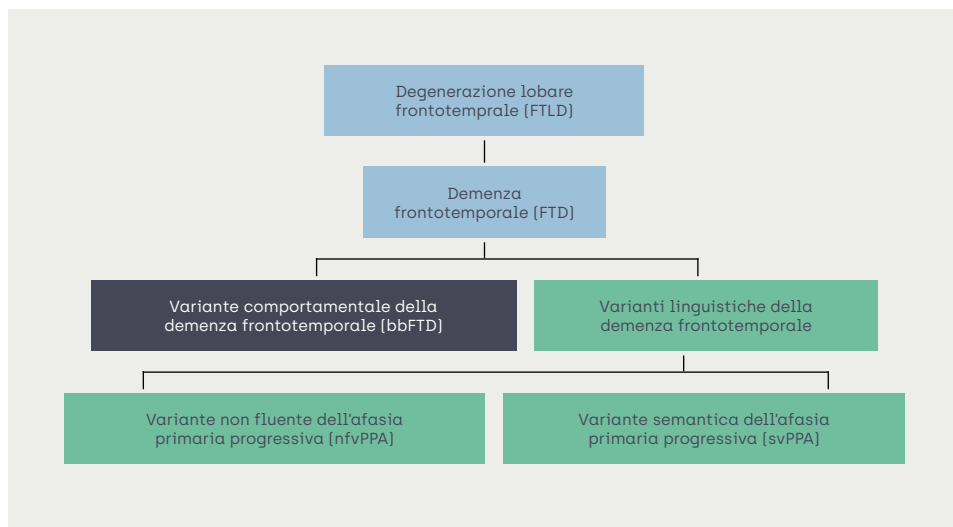 Degenerazione lobare
frontotemprale (FTLD)
Demenza
frontotemporale (FTD)
Variante comportamentale della
demenza frontotemporale (bbFTD)
Varianti linguistiche della
demenza frontotemporale
Variante non fluente dell'afasia
primaria progressiva (nfvPPA)
Variante semantica dell'afasia
primaria progressiva (svPPA)